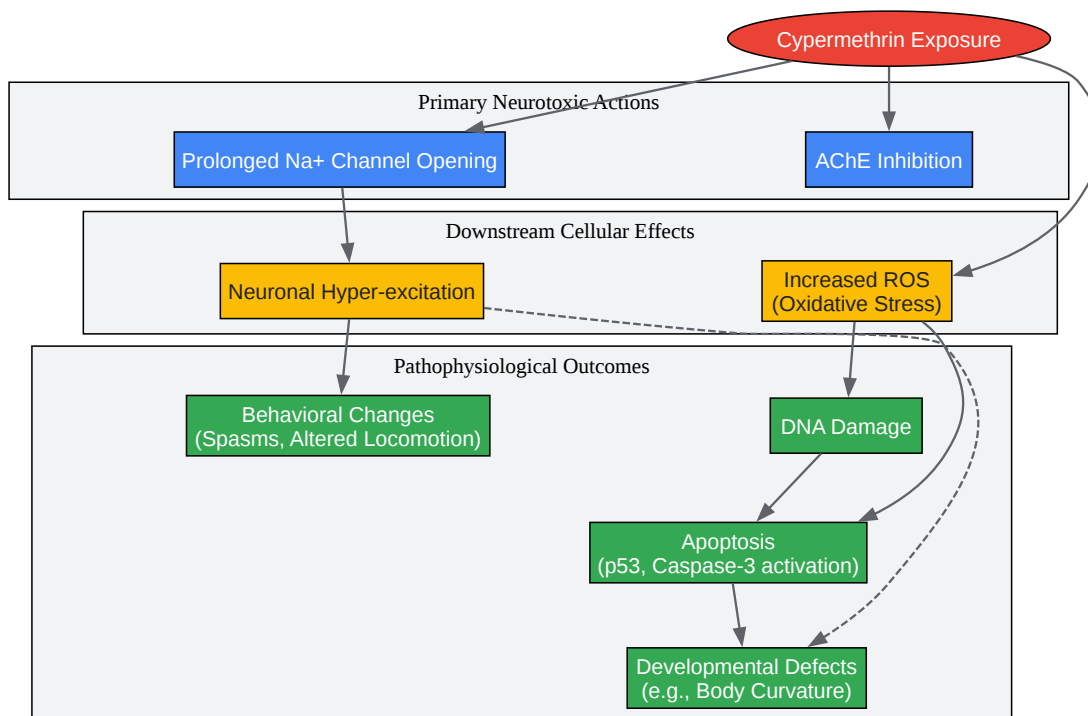 Cypermethrin Exposure
Primary Neurotoxic Actions
Prolonged Na+ Channel Opening
AChE Inhibition
Downstream Cellular Effects
Neuronal Hyper-excitation
Increased ROS
(Oxidative Stress)
Pathophysiological Outcomes
Behavioral Changes
(Spasms, Altered Locomotion)
DNA Damage
Apoptosis
(p53, Caspase-3 activation)
Developmental Defects
(e.g., Body Curvature)